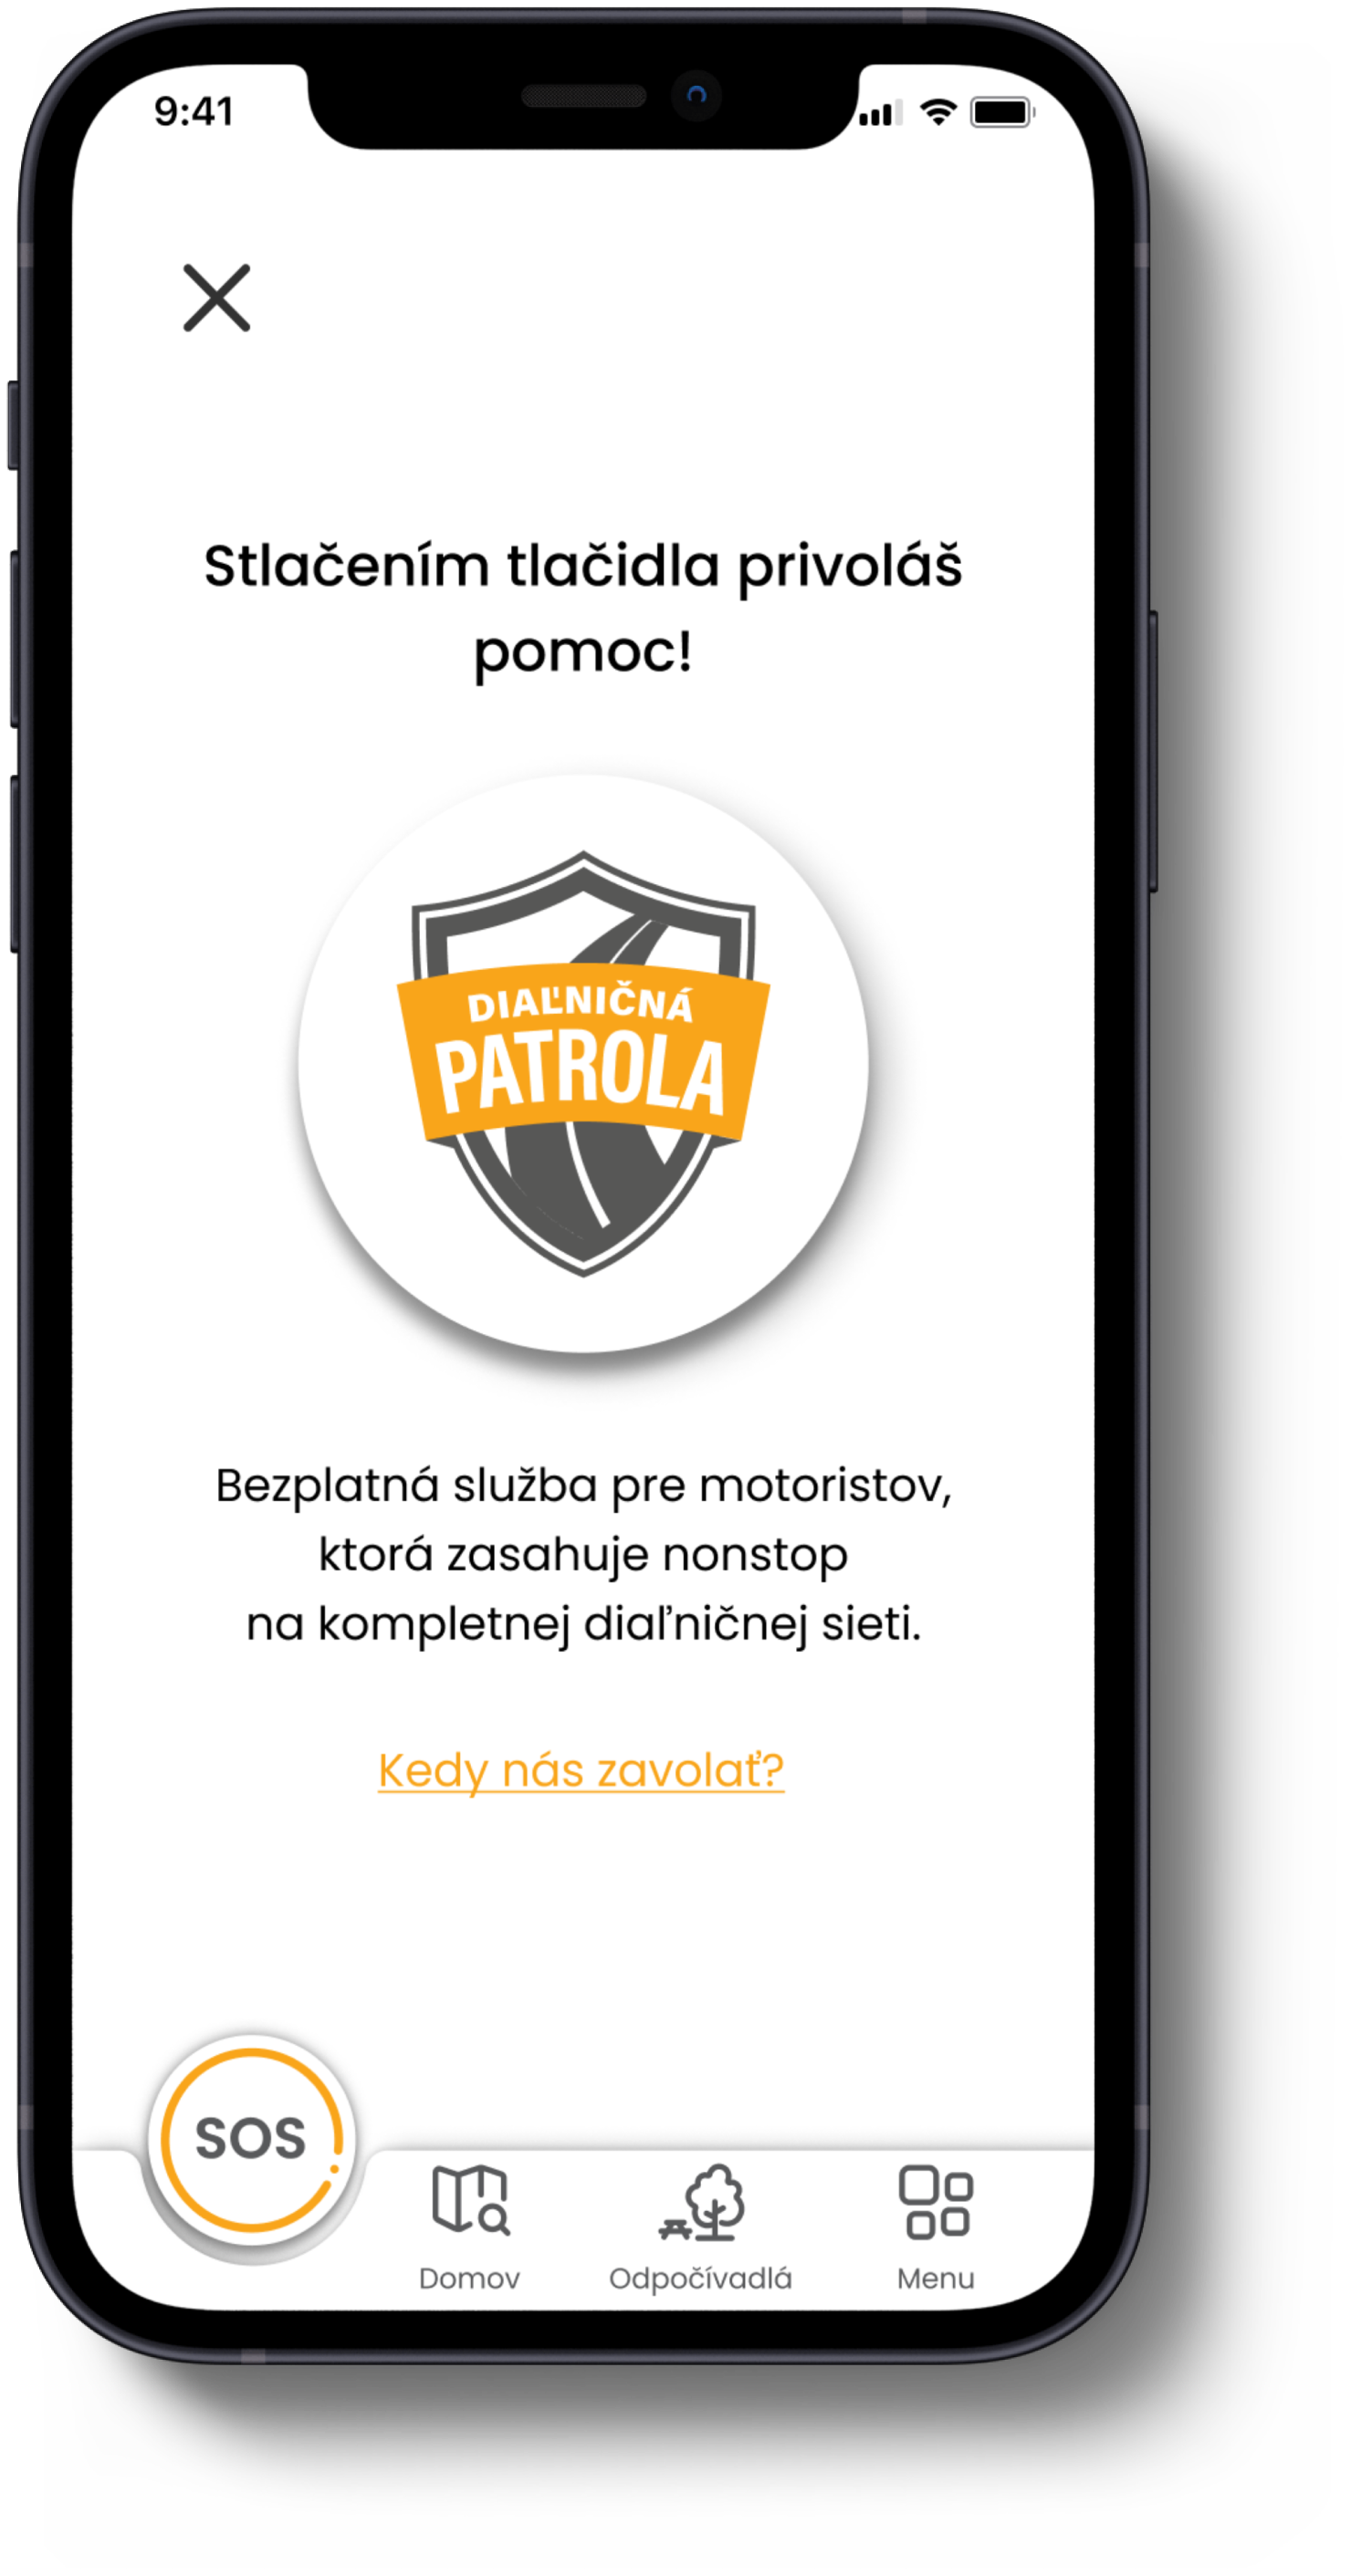 9:41
Stlačením tlačidla privoláš
pomoc!
DIAĽNIČNÁ
PATROLA
Bezplatná služba pre motoristov,
ktorá zasahuje nonstop
na kompletnej diaľničnej sieti.
Kedy nás zavolať?
SOS
Domov
Odpočívadlá
Menu